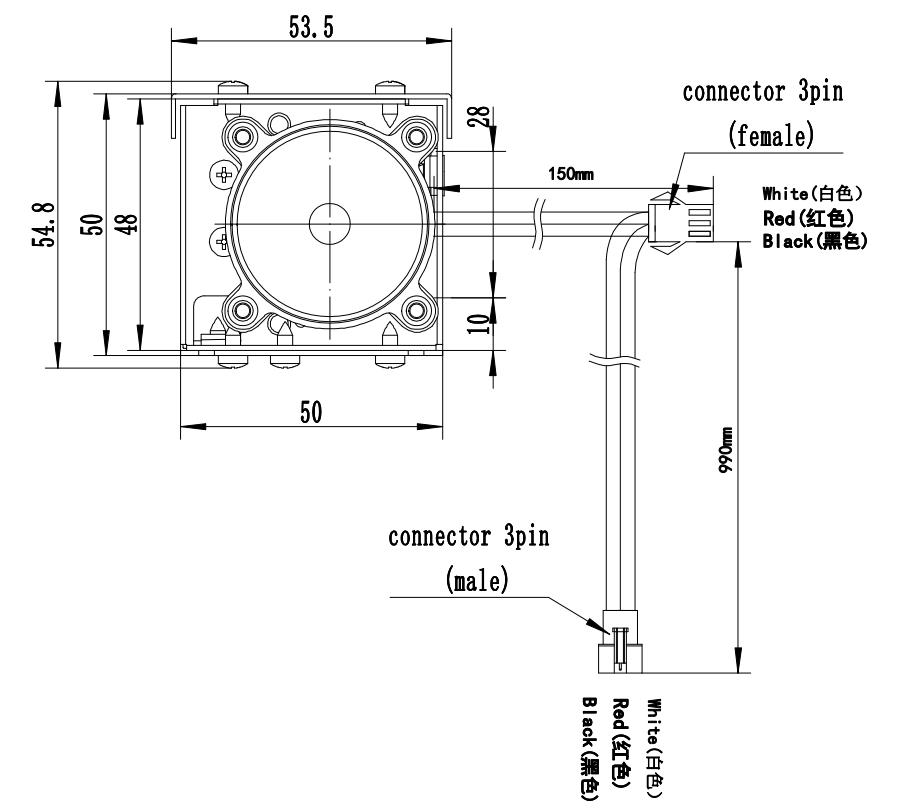 53.5
connector 3pin
(female)
28
150mm
White(白色)
Red(红色)
Black(黑色)
54.8
50
48
10
50
990mm
connector 3pin
(male)
White(白色)
Red(红色)
Black(黑色)